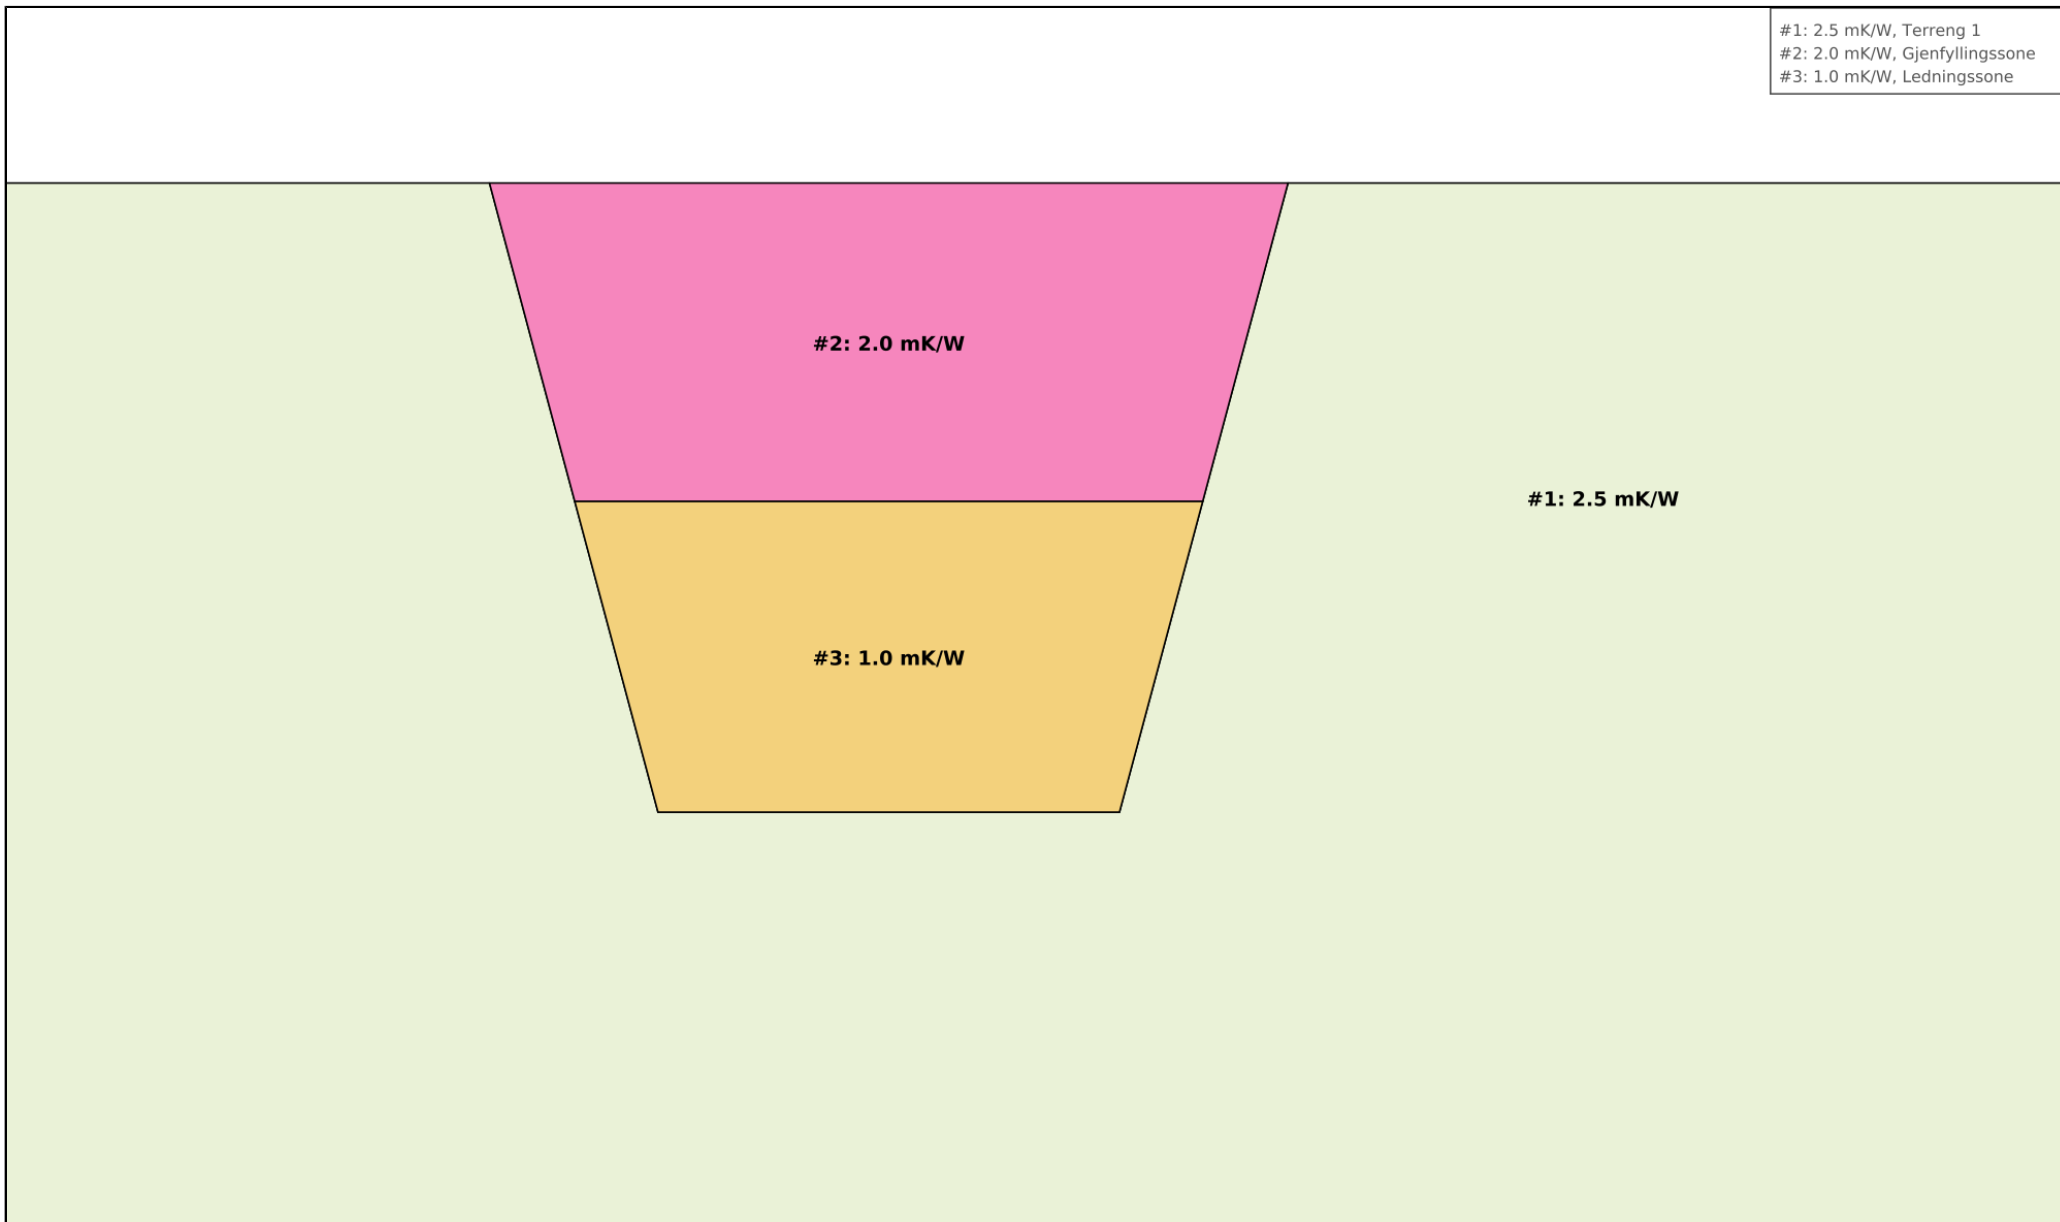 #1: 2.5 mK/W, Terreng 1
#2: 2.0 mK/W, Gjenfyllingssone
#3: 1.0 mK/W, Ledningssone
#2: 2.0 mK/W
#1: 2.5 mK/W
#3: 1.0 mK/W